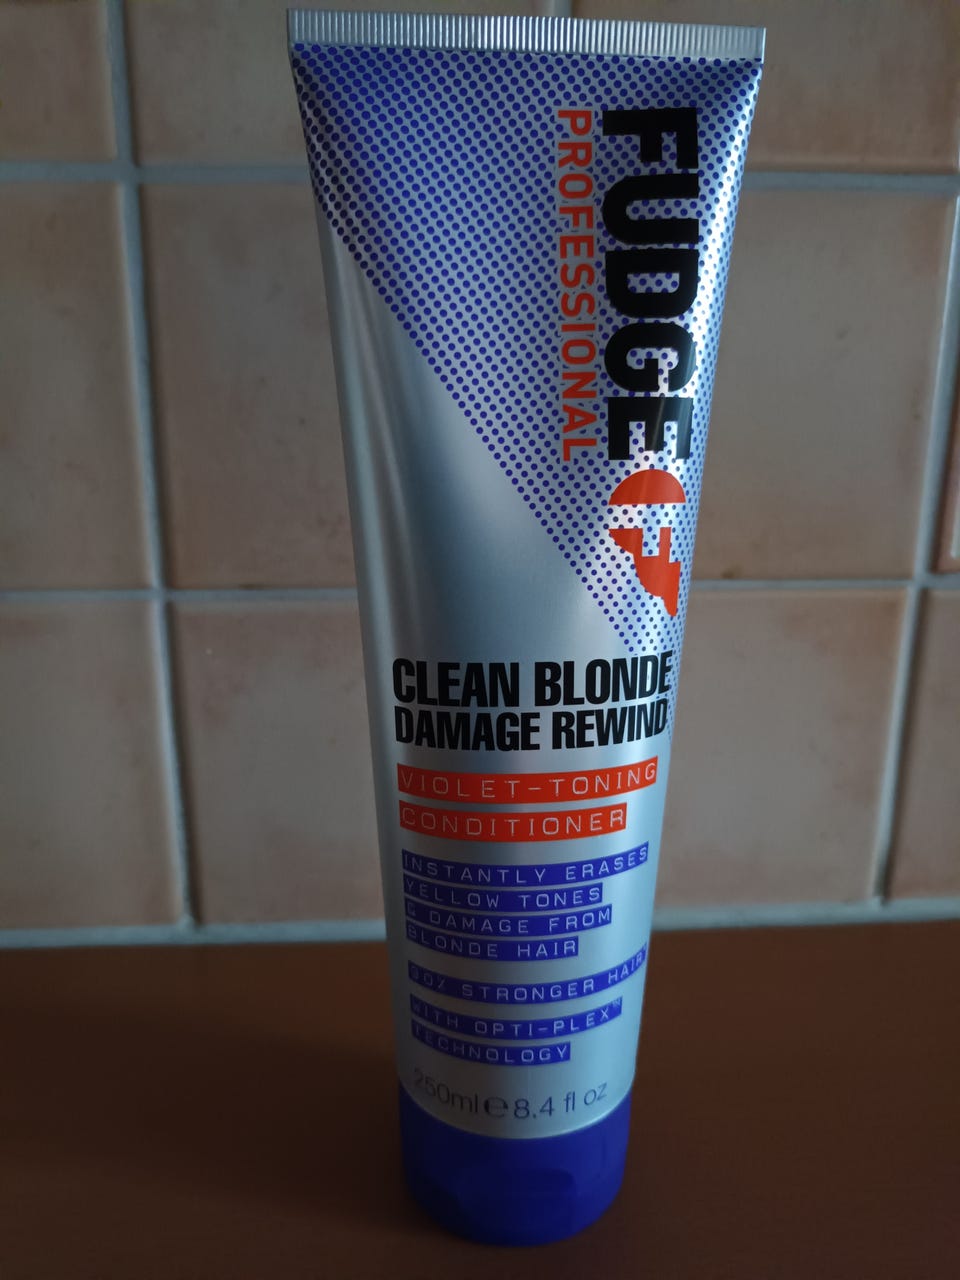 FUDGE
PROFESSIONAL
CLEAN BLONDE
DAMAGE REWIND
VIOLET-TONING
CONDITIONER
INSTANTLY ERASES
YELLOW TONES
& DAMAGE FROM
BLONDE HAIR
STRONGER HAIR
WITH OPTI-PLEX™
TECHNOLOGY
250ml ℮ 8.4 fl oz